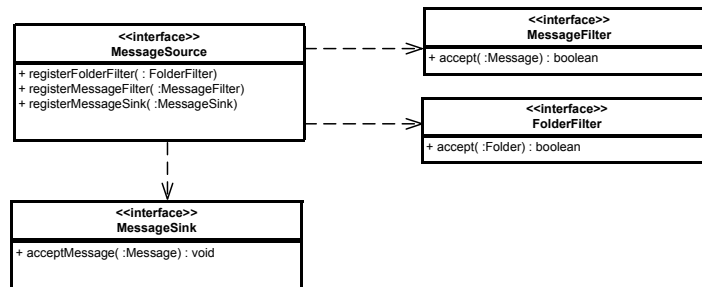 <<interface>>
MessageSource
+ registerFolderFilter( : FolderFilter)
+ registerMessageFilter( :MessageFilter)
+ registerMessageSink( :MessageSink)
<<interface>>
MessageFilter
+ accept( :Message) : boolean
<<interface>>
FolderFilter
+ accept( :Folder) : boolean
<<interface>>
MessageSink
+ acceptMessage( :Message) : void